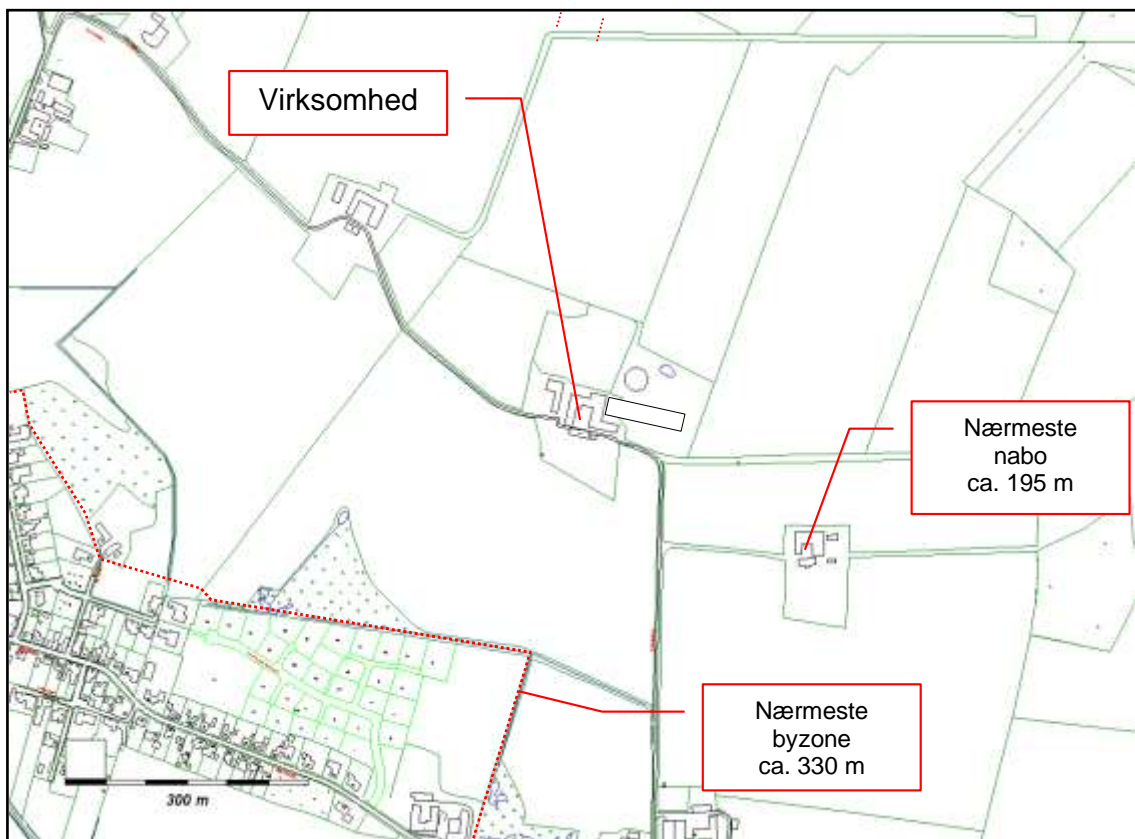 Virksomhed
Nærmeste
nabo
ca. 195 m
Nærmeste
byzone
ca. 330 m
300 m